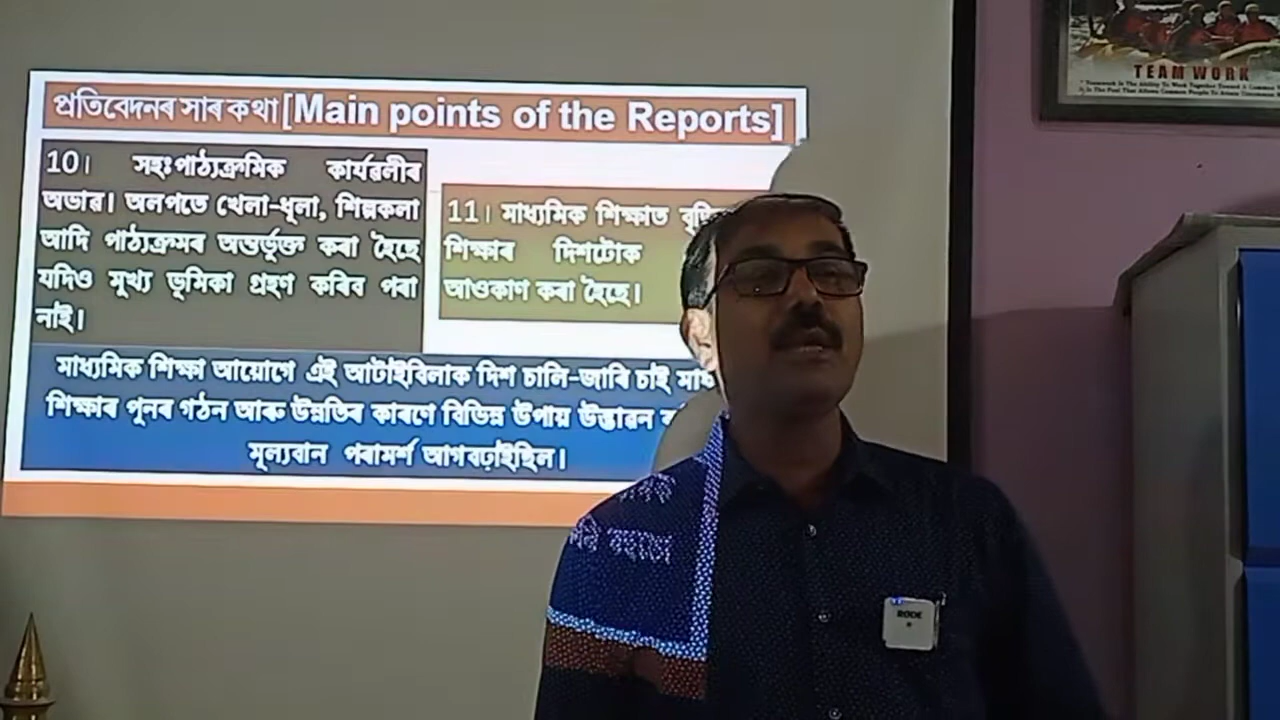 প্ৰতিবেদনৰ সাৰ কথা [Main points of the Reports]
10। সহঃপাঠ্যক্ৰমিক কাৰ্যৱলীৰ
অভাৱ। অলপতে খেলা-ধূলা, শিল্পকলা
আদি পাঠ্যক্ৰমৰ অন্তৰ্ভূক্ত কৰা হৈছে
যদিও মুখ্য ভূমিকা গ্ৰহণ কৰিব পৰা
নাই।
11। মাধ্যমিক শিক্ষাত
শিক্ষাৰ দিশটোক
আওকাণ কৰা হৈছে।
মাধ্যমিক শিক্ষা আয়োগে এই আটাইবিলাক দিশ চালি-জাৰি চাই
শিক্ষাৰ পূনৰ গঠন আৰু উন্নতিৰ কাৰণে বিভিন্ন উপায় উদ্ভাৱন
মূল্যবান পৰামৰ্শ আগবঢ়াইছিল।
TEAM WORK
RODE